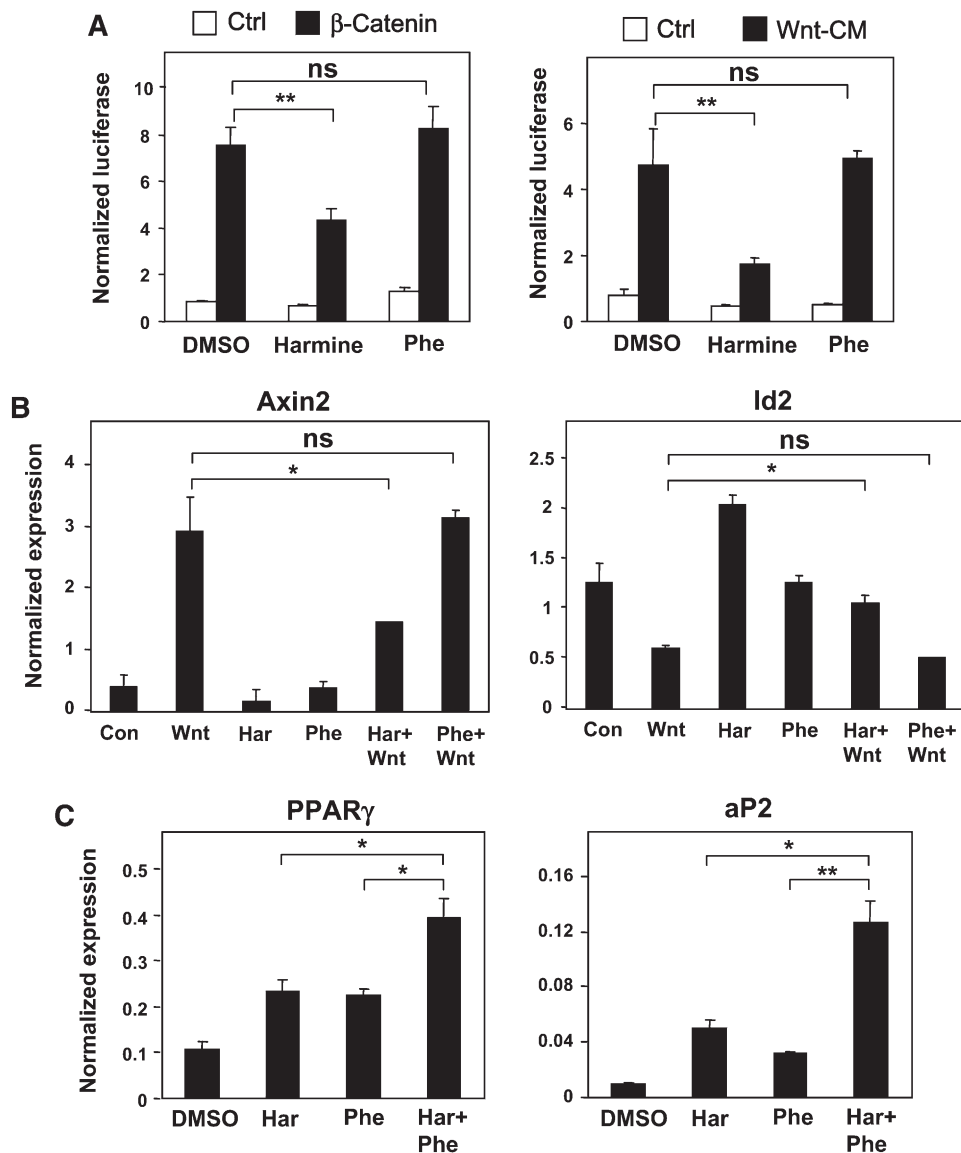 A
Ctrl β-Catenin
Normalized luciferase
10
8
6
4
2
0
ns
**
DMSO Harmine Phe
Ctrl Wnt-CM
Normalized luciferase
6
4
2
0
ns
**
DMSO Harmine Phe
B
Axin2
Normalized expression
4
3
2
1
0
ns
*
Con Wnt Har Phe Har+ Phe+
Wnt Wnt
Id2
2.5
2
1.5
1
0.5
0
ns
*
Con Wnt Har Phe Har+ Phe+
Wnt Wnt
C
PPARγ
Normalized expression
0.5
0.4
0.3
0.2
0.1
0
*
*
DMSO Har Phe Har+
Phe
aP2
0.16
0.12
0.08
0.04
0
*
**
DMSO Har Phe Har+
Phe